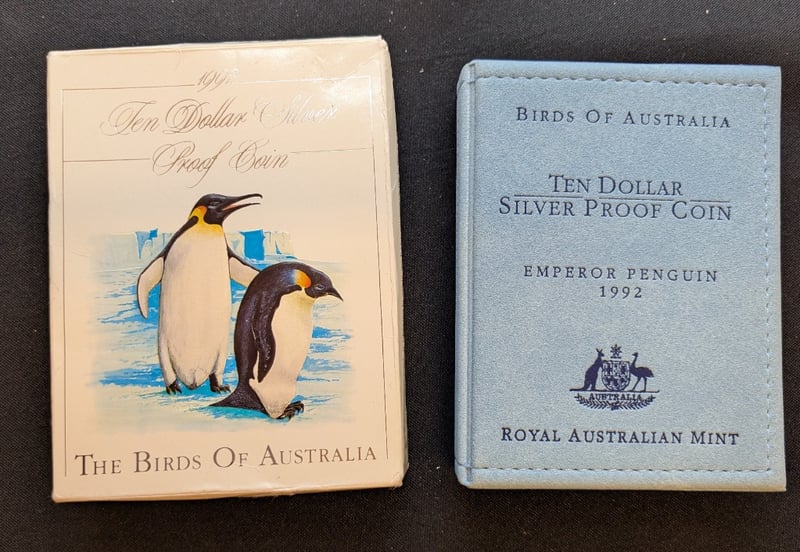 Ten Dollar Silver
Proof Coin
THE BIRDS OF AUSTRALIA
BIRDS OF AUSTRALIA
TEN DOLLAR
SILVER PROOF COIN
EMPEROR PENGUIN
1992
AUSTRALIA
ROYAL AUSTRALIAN MINT